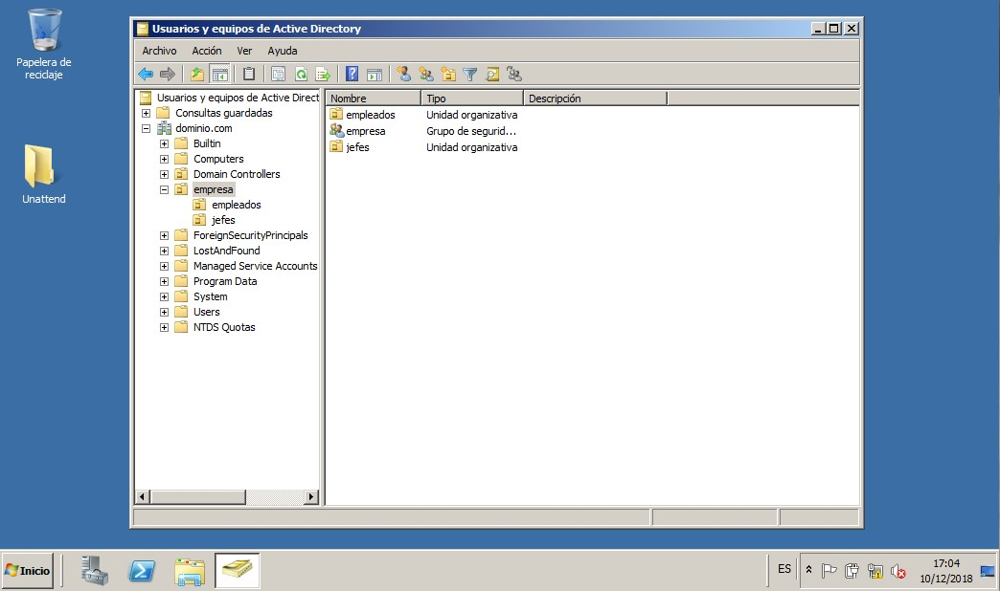 Papelera de
reciclaje
Unattend
Usuarios y equipos de Active Directory
Archivo Acción Ver Ayuda
Usuarios y equipos de Active Direct
Consultas guardadas
dominio.com
Builtin
Computers
Domain Controllers
empresa
empleados
jefes
ForeignSecurityPrincipals
LostAndFound
Managed Service Accounts
Program Data
System
Users
NTDS Quotas
Nombre Tipo Descripción
empleados Unidad organizativa
empresa Grupo de segurid...
jefes Unidad organizativa
Inicio
ES
17:04
10/12/2018